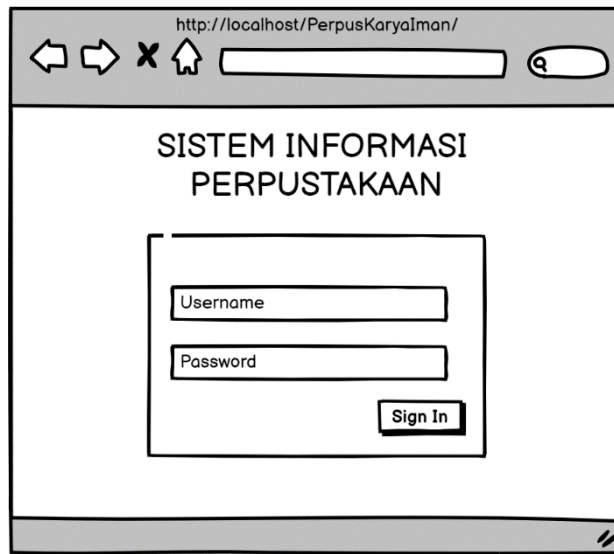 http://localhost/PerpusKaryaIman/
SISTEM INFORMASI
PERPUSTAKAAN
Username
Password
Sign In